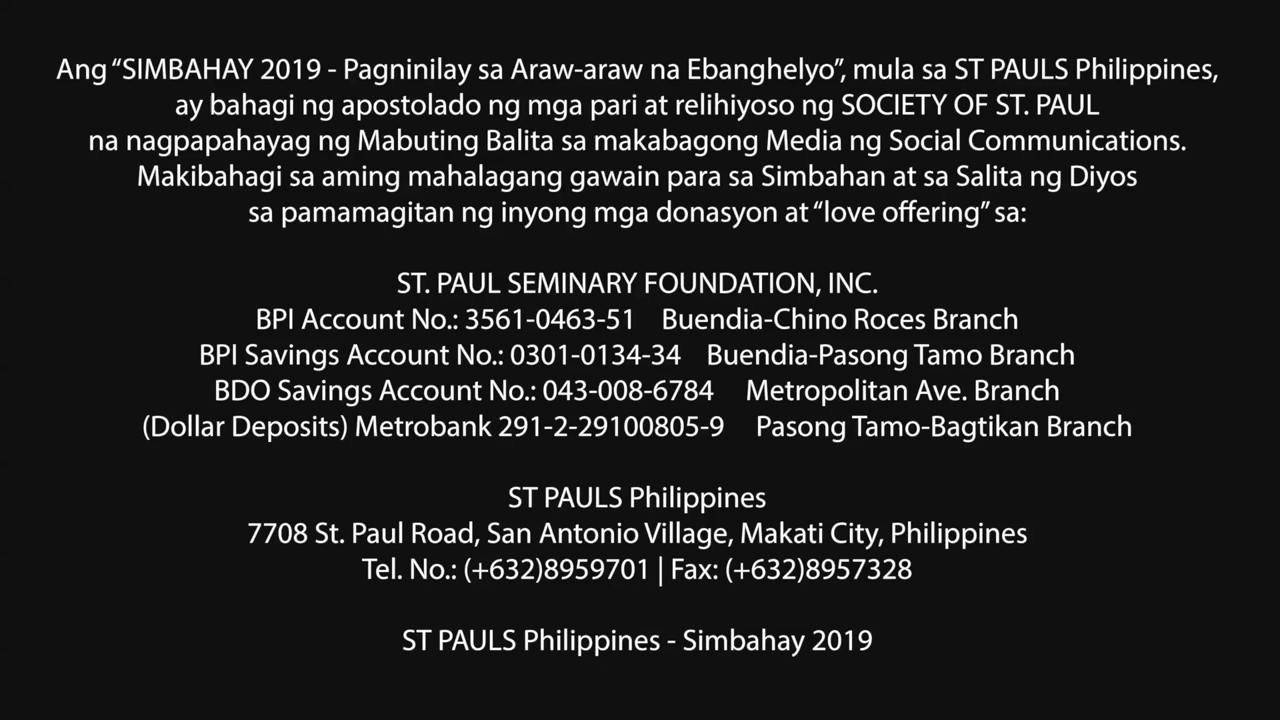 Ang “SIMBAHAY 2019 - Pagninilay sa Araw-araw na Ebanghelyo”, mula sa ST PAULS Philippines,
ay bahagi ng apostolado ng mga pari at relihiyoso ng SOCIETY OF ST. PAUL
na nagpapahayag ng Mabuting Balita sa makabagong Media ng Social Communications.
Makibahagi sa aming mahalagang gawain para sa Simbahan at sa Salita ng Diyos
sa pamamagitan ng inyong mga donasyon at “love offering” sa:
ST. PAUL SEMINARY FOUNDATION, INC.
BPI Account No.: 3561-0463-51 Buendia-Chino Roces Branch
BPI Savings Account No.: 0301-0134-34 Buendia-Pasong Tamo Branch
BDO Savings Account No.: 043-008-6784 Metropolitan Ave. Branch
(Dollar Deposits) Metrobank 291-2-29100805-9 Pasong Tamo-Bagtikan Branch
ST PAULS Philippines
7708 St. Paul Road, San Antonio Village, Makati City, Philippines
Tel. No.: (+632)8959701 | Fax: (+632)8957328
ST PAULS Philippines - Simbahay 2019